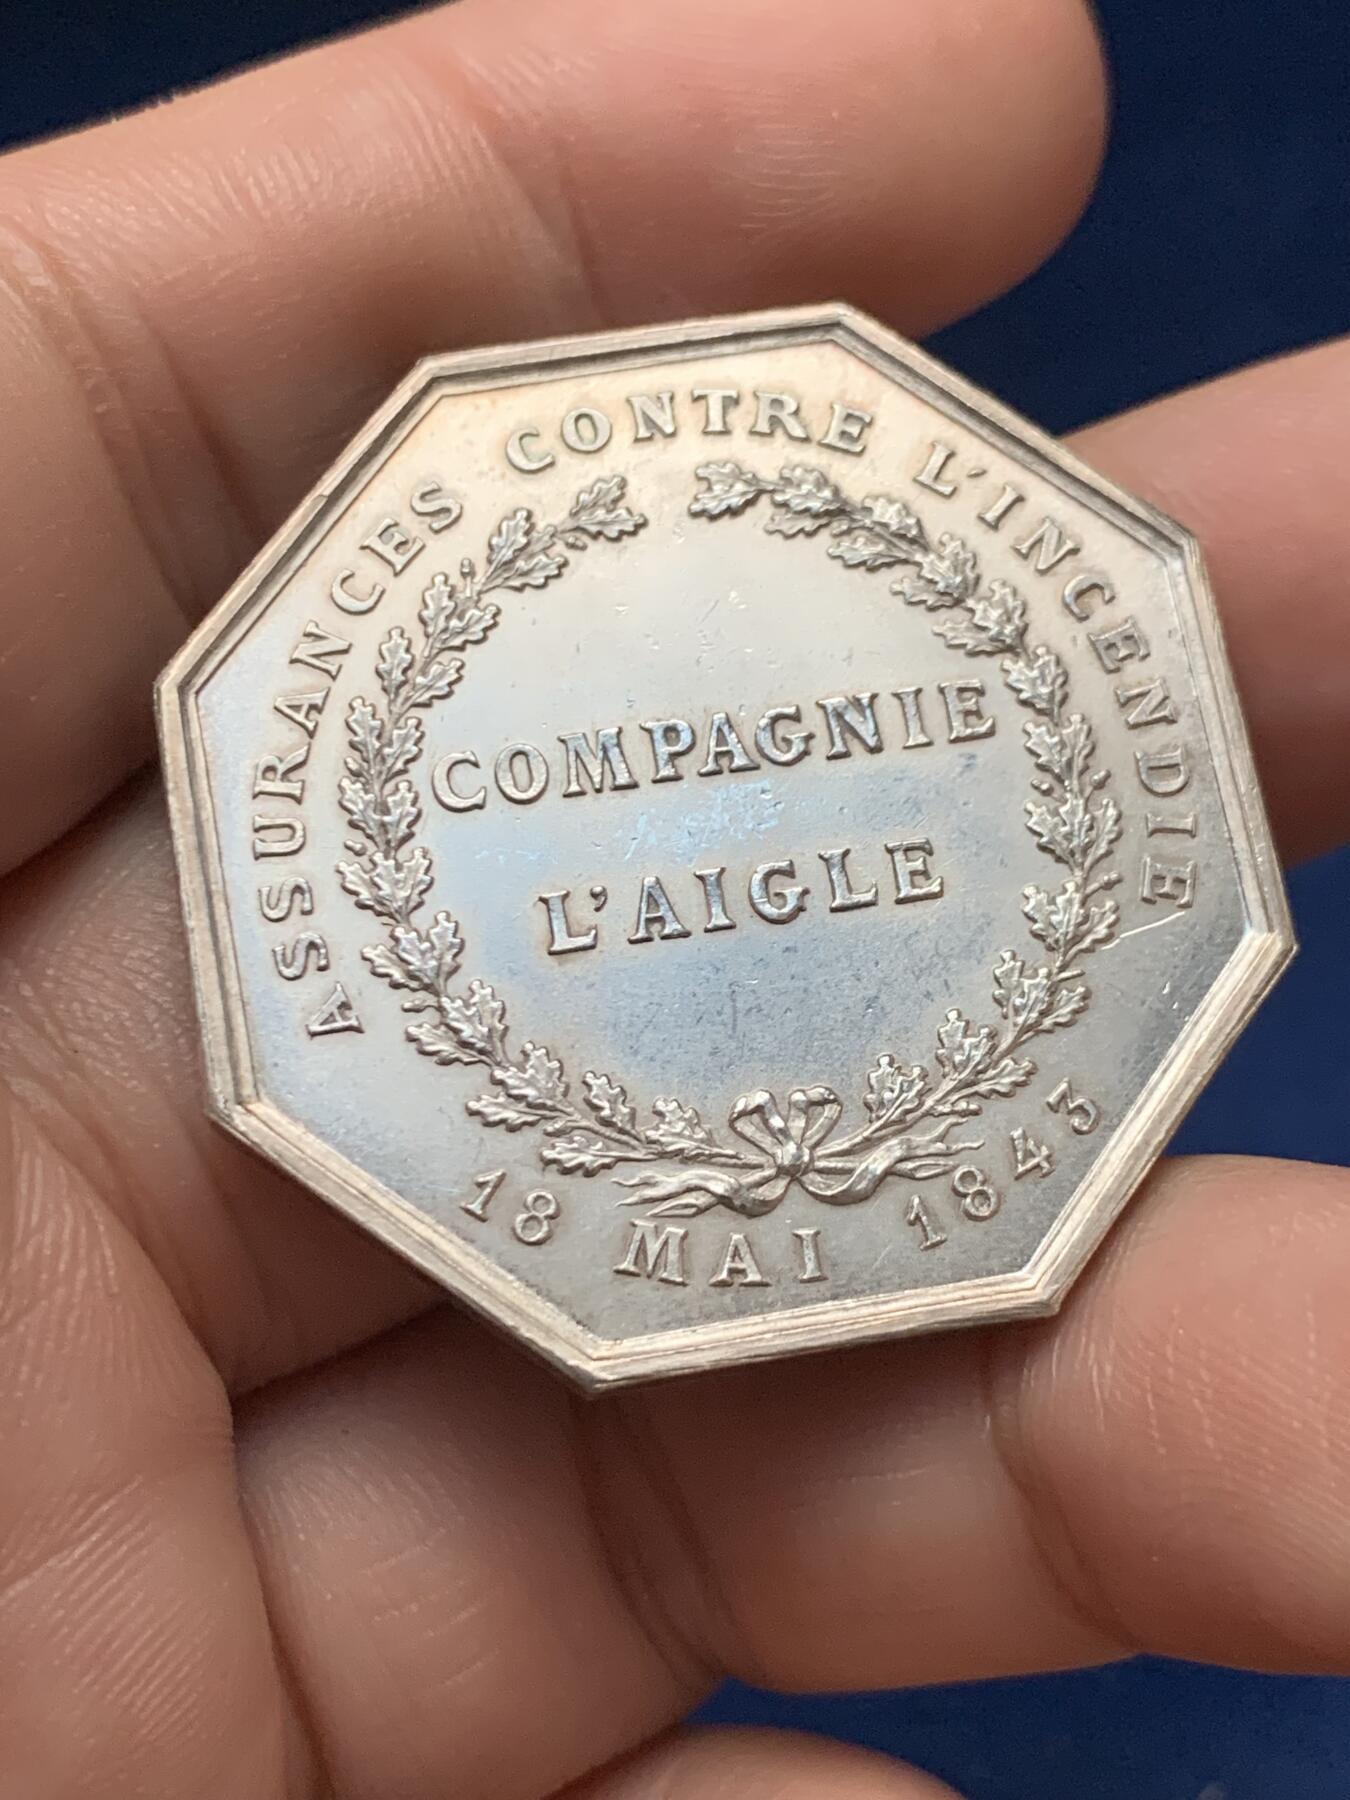 ASSURANCES CONTRE L'INCENDIE
COMPAGNIE
L'AIGLE
18 MAI 1843